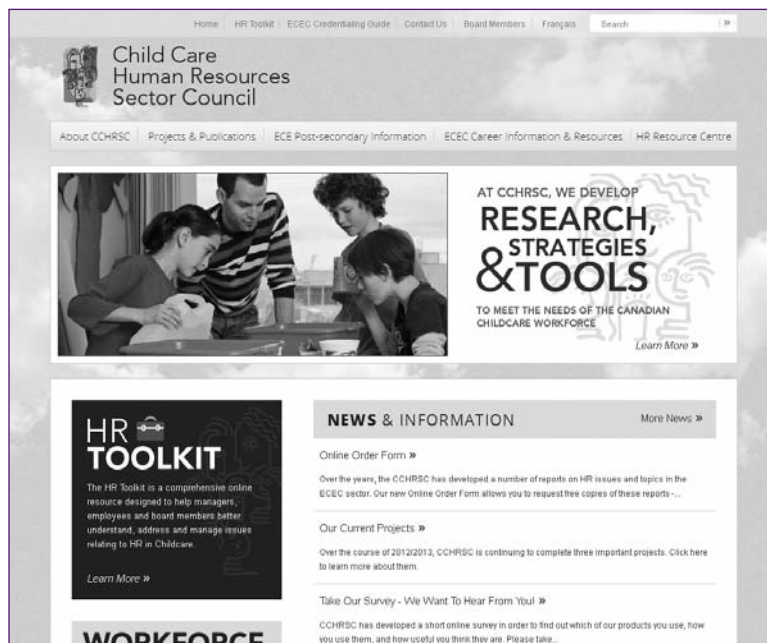 Home
HR Toolkit
ECEC Credentialing Guide
Contact Us
Board Members
Français
Search »
Child Care
Human Resources
Sector Council
About CCHRSC
Projects & Publications
ECE Post-secondary Information
ECEC Career Information & Resources
HR Resource Centre
AT CCHRSC, WE DEVELOP
RESEARCH,
STRATEGIES
&TOOLS
TO MEET THE NEEDS OF THE CANADIAN
CHILDCARE WORKFORCE
Learn More »
HR
TOOLKIT
The HR Toolkit is a comprehensive online
resource designed to help managers,
employees and board members better
understand, address and manage issues
relating to HR in Childcare.
Learn More »
WORKFORCE
NEWS & INFORMATION
More News »
Online Order Form »
Over the years, the CCHRSC has developed a number of reports on HR issues and topics in the
ECEC sector. Our new Online Order Form allows you to request free copies of these reports -...
Our Current Projects »
Over the course of 2012/2013, CCHRSC is continuing to complete three important projects. Click here
to learn more about them.
Take Our Survey - We Want To Hear From You! »
CCHRSC has developed a short online survey in order to find out which of our products you use, how
you use them, and how useful you think they are. Please take...